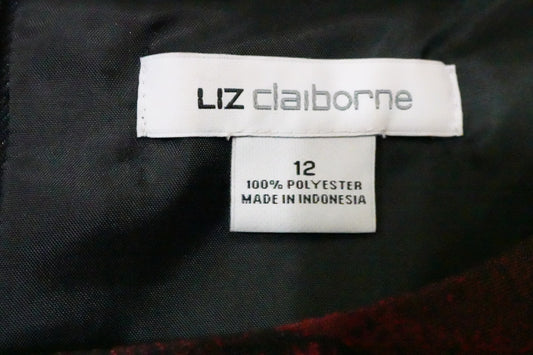 LIZ claiborne
12
100% POLYESTER
MADE IN INDONESIA